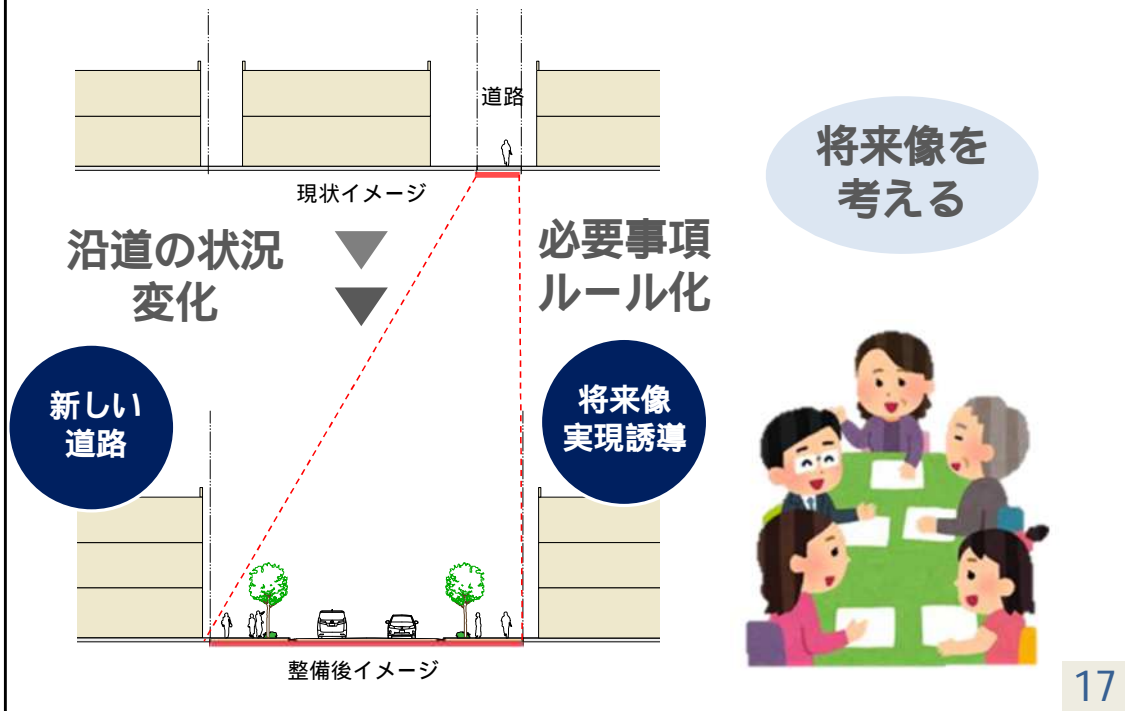 道路
現状イメージ
沿道の状況
変化
必要事項
ルール化
将来像を
考える
新しい
道路
将来像
実現誘導
整備後イメージ
17